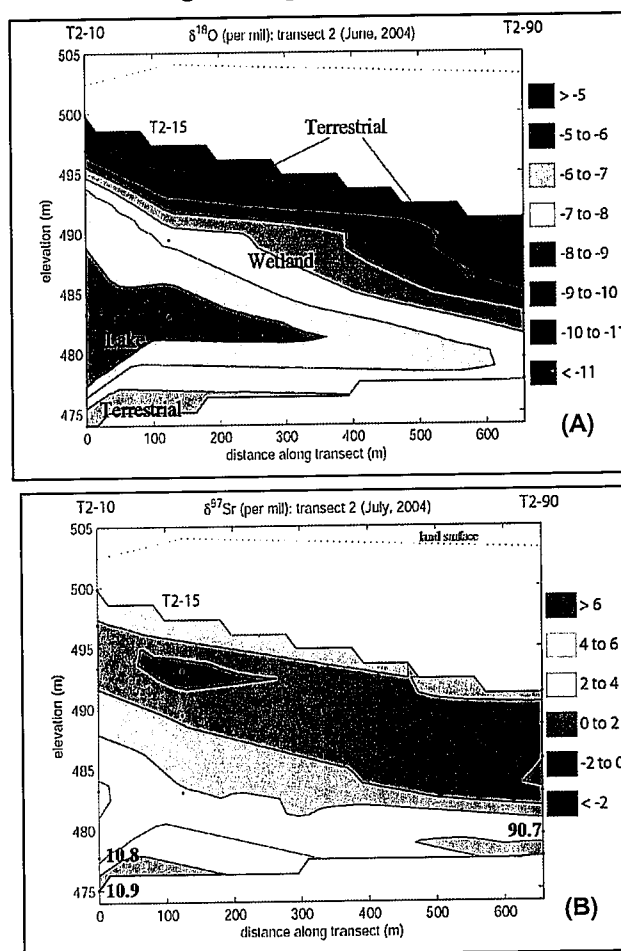 T2-10 δ¹⁸O (per mil): transect 2 (June, 2004) T2-90
505
500
495
490
485
480
475
elevation (m)
T2-15
Terrestrial
Wetland
Lake
Terrestrial
0 100 200 300 400 500 600
distance along transect (m)
> -5
-5 to -6
-6 to -7
-7 to -8
-8 to -9
-9 to -10
-10 to -11
< -11
(A)
T2-10 δ⁸⁷Sr (per mil): transect 2 (July, 2004) T2-90
505
500
495
490
485
480
475
elevation (m)
land surface
T2-15
90.7
10.8
10.9
0 100 200 300 400 500 600
distance along transect (m)
> 6
4 to 6
2 to 4
0 to 2
-2 to 0
< -2
(B)